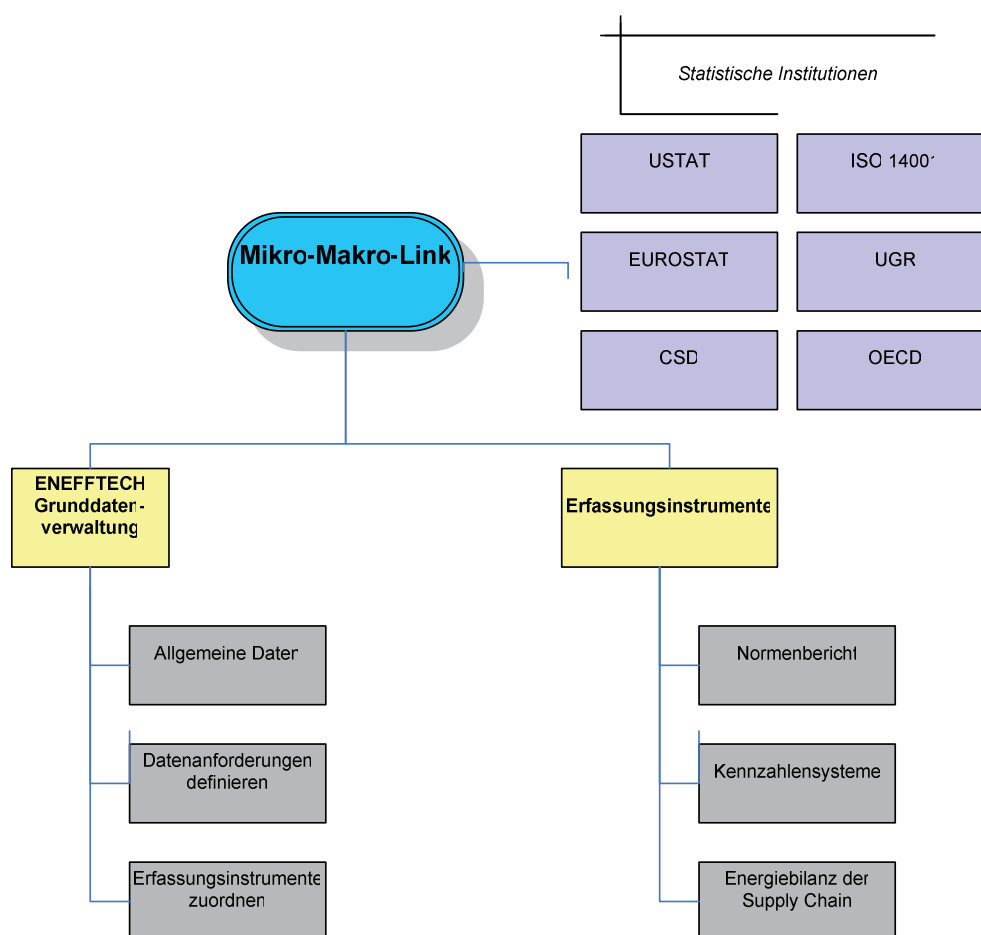 Statistische Institutionen
USTAT
ISO 14001
Mikro-Makro-Link
EUROSTAT
UGR
CSD
OECD
ENEFFTECH
Grunddaten-
verwaltung
Erfassungsinstrumente
Allgemeine Daten
Normenbericht
Datenanforderungen
definieren
Kennzahlensysteme
Erfassungsinstrumente
zuordnen
Energiebilanz der
Supply Chain